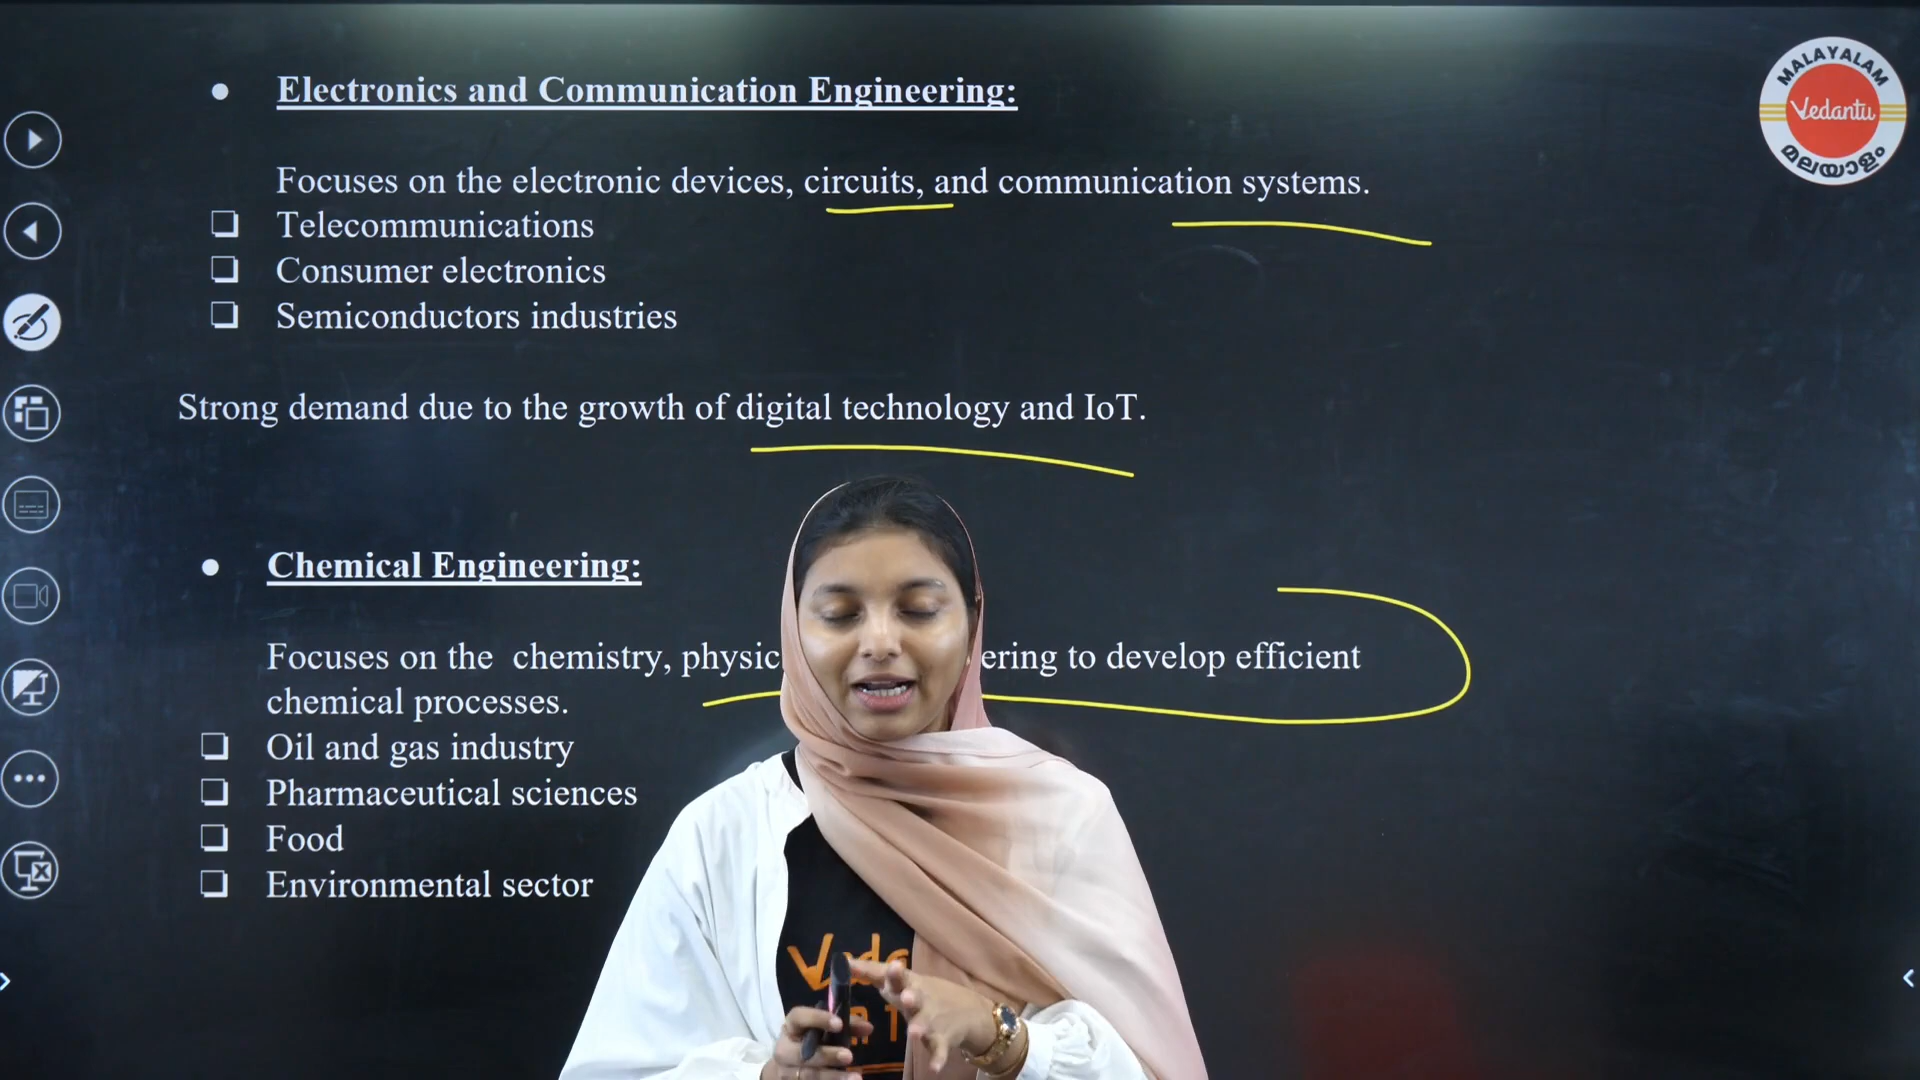 Electronics and Communication Engineering:
MALAYALAM
Vedantu
മലയാളം
Focuses on the electronic devices, circuits, and communication systems.
Telecommunications
Consumer electronics
Semiconductors industries
Strong demand due to the growth of digital technology and IoT.
Chemical Engineering:
Focuses on the chemistry, physic ering to develop efficient
chemical processes.
Oil and gas industry
Pharmaceutical sciences
Food
Environmental sector